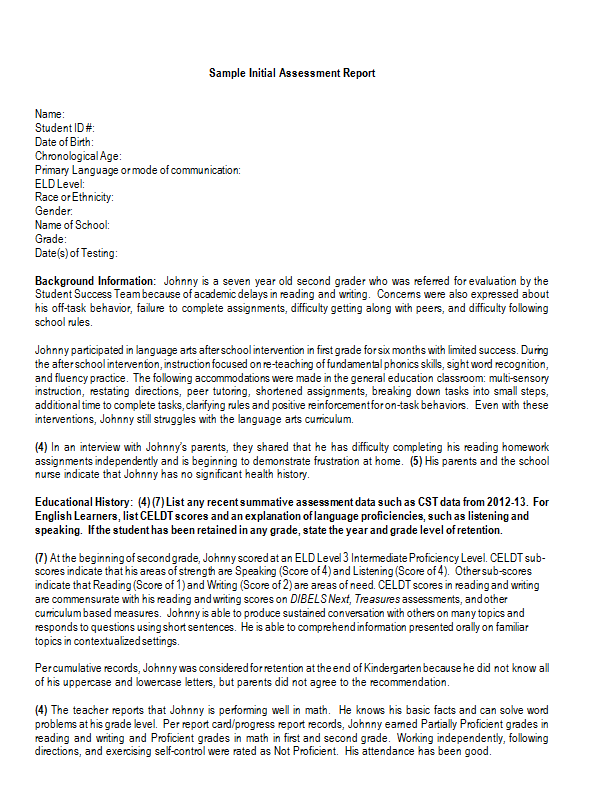 Sample Initial Assessment Report
Name:
Student ID#:
Date of Birth:
Chronological Age:
Primary Language or mode of communication:
ELD Level:
Race or Ethnicity:
Gender:
Name of School:
Grade:
Date(s) of Testing:
Background Information: Johnny is a seven year old second grader who was referred for evaluation by the
Student Success Team because of academic delays in reading and writing. Concerns were also expressed about
his off-task behavior, failure to complete assignments, difficulty getting along with peers, and difficulty following
school rules.
Johnny participated in language arts after school intervention in first grade for six months with limited success. During
the after school intervention, instruction focused on re-teaching of fundamental phonics skills, sight word recognition,
and fluency practice. The following accommodations were made in the general education classroom: multi-sensory
instruction, restating directions, peer tutoring, shortened assignments, breaking down tasks into small steps,
additional time to complete tasks, clarifying rules and positive reinforcement for on-task behaviors. Even with these
interventions, Johnny still struggles with the language arts curriculum.
(4) In an interview with Johnny's parents, they shared that he has difficulty completing his reading homework
assignments independently and is beginning to demonstrate frustration at home. (5) His parents and the school
nurse indicate that Johnny has no significant health history.
Educational History: (4) (7) List any recent summative assessment data such as CST data from 2012-13. For
English Learners, list CELDT scores and an explanation of language proficiencies, such as listening and
speaking. If the student has been retained in any grade, state the year and grade level of retention.
(7) At the beginning of second grade, Johnny scored at an ELD Level 3 Intermediate Proficiency Level. CELDT sub-
scores indicate that his areas of strength are Speaking (Score of 4) and Listening (Score of 4). Other sub-scores
indicate that Reading (Score of 1) and Writing (Score of 2) are areas of need. CELDT scores in reading and writing
are commensurate with his reading and writing scores on DIBELS Next, Treasures assessments, and other
curriculum based measures. Johnny is able to produce sustained conversation with others on many topics and
responds to questions using short sentences. He is able to comprehend information presented orally on familiar
topics in contextualized settings.
Per cumulative records, Johnny was considered for retention at the end of Kindergarten because he did not know all
of his uppercase and lowercase letters, but parents did not agree to the recommendation.
(4) The teacher reports that Johnny is performing well in math. He knows his basic facts and can solve word
problems at his grade level. Per report card/progress report records, Johnny earned Partially Proficient grades in
reading and writing and Proficient grades in math in first and second grade. Working independently, following
directions, and exercising self-control were rated as Not Proficient. His attendance has been good.